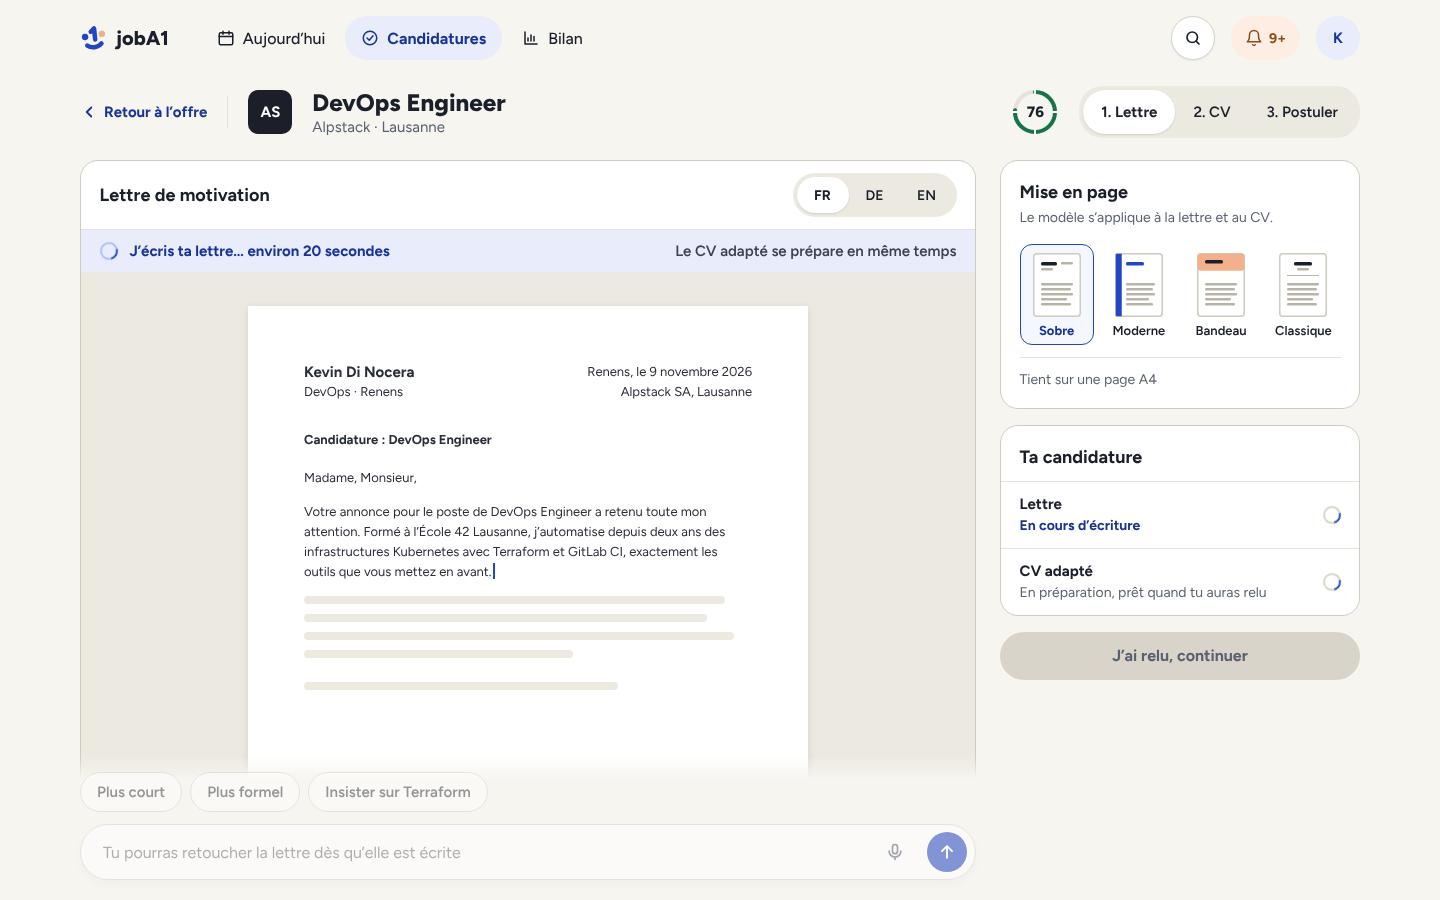 jobA1
Aujourd’hui
Candidatures
Bilan
9+
K
Retour à l’offre
AS
DevOps Engineer
Alpstack · Lausanne
76
1. Lettre
2. CV
3. Postuler
Lettre de motivation
FR
DE
EN
J’écris ta lettre… environ 20 secondes
Le CV adapté se prépare en même temps
Kevin Di Nocera
Renens, le 9 novembre 2026
DevOps · Renens
Alpstack SA, Lausanne
Candidature : DevOps Engineer
Madame, Monsieur,
Votre annonce pour le poste de DevOps Engineer a retenu toute mon
attention. Formé à l’École 42 Lausanne, j’automatise depuis deux ans des
infrastructures Kubernetes avec Terraform et GitLab CI, exactement les
outils que vous mettez en avant.
Plus court
Plus formel
Insister sur Terraform
Tu pourras retoucher la lettre dès qu’elle est écrite
Mise en page
Le modèle s’applique à la lettre et au CV.
Sobre
Moderne
Bandeau
Classique
Tient sur une page A4
Ta candidature
Lettre
En cours d’écriture
CV adapté
En préparation, prêt quand tu auras relu
J’ai relu, continuer